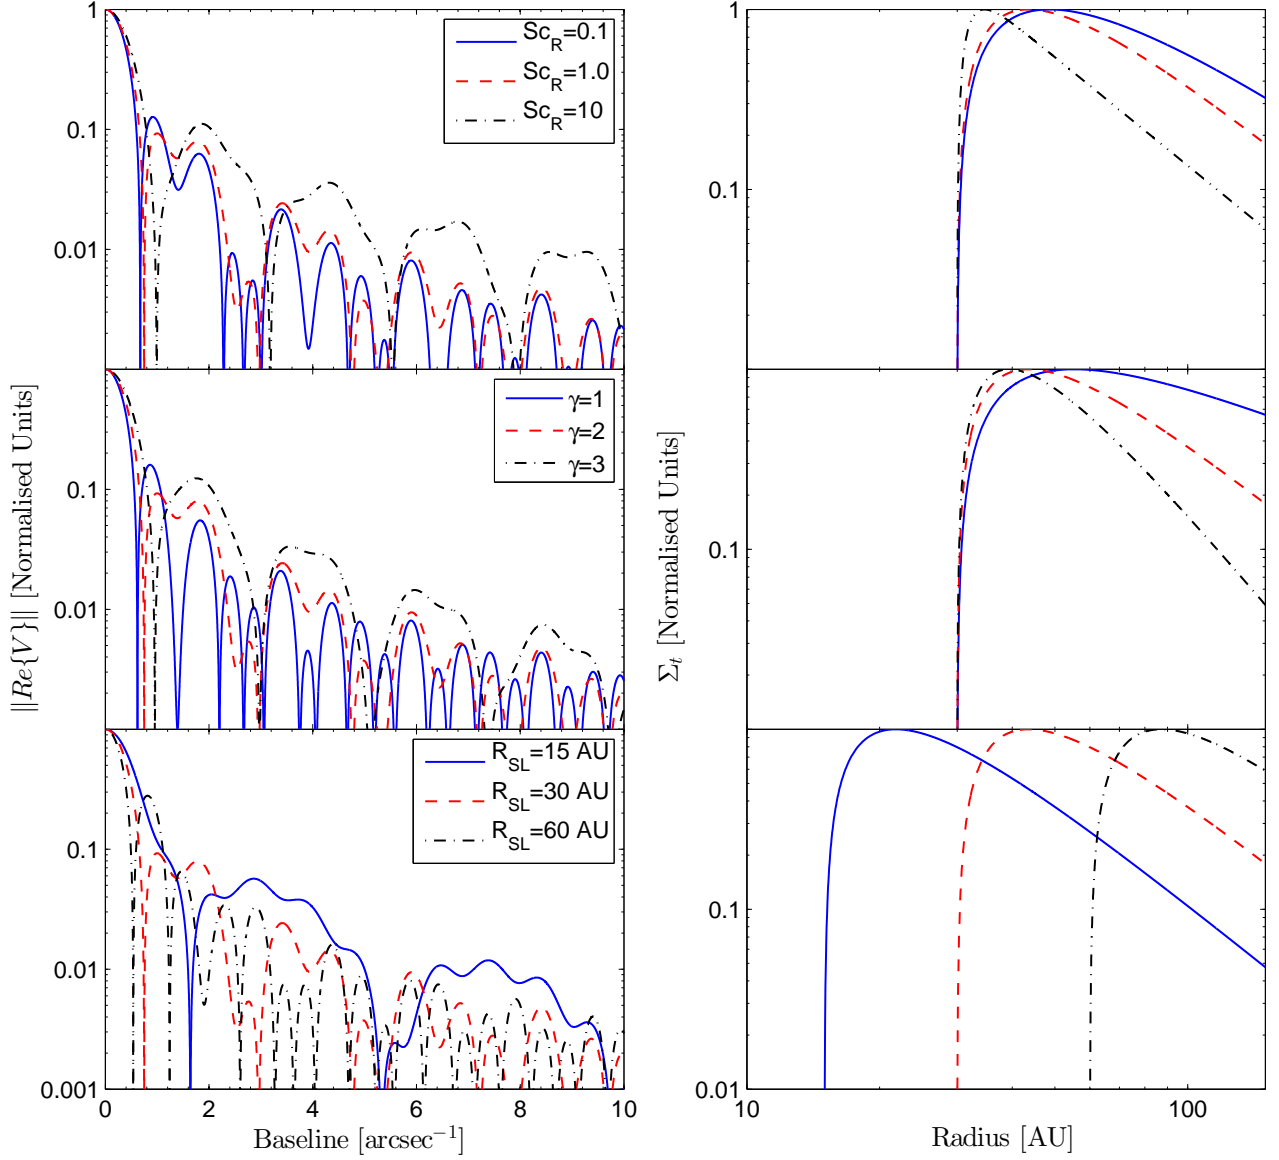 1
0.1
0.01
Sc_R=0.1
Sc_R=1.0
Sc_R=10
1
0.1
||Re{V}|| [Normalised Units]
0.1
0.01
γ=1
γ=2
γ=3
Σ_t [Normalised Units]
0.1
0.1
0.01
0.001
R_SL=15 AU
R_SL=30 AU
R_SL=60 AU
0.1
0.01
0 2 4 6 8 10
Baseline [arcsec⁻¹]
10 100
Radius [AU]